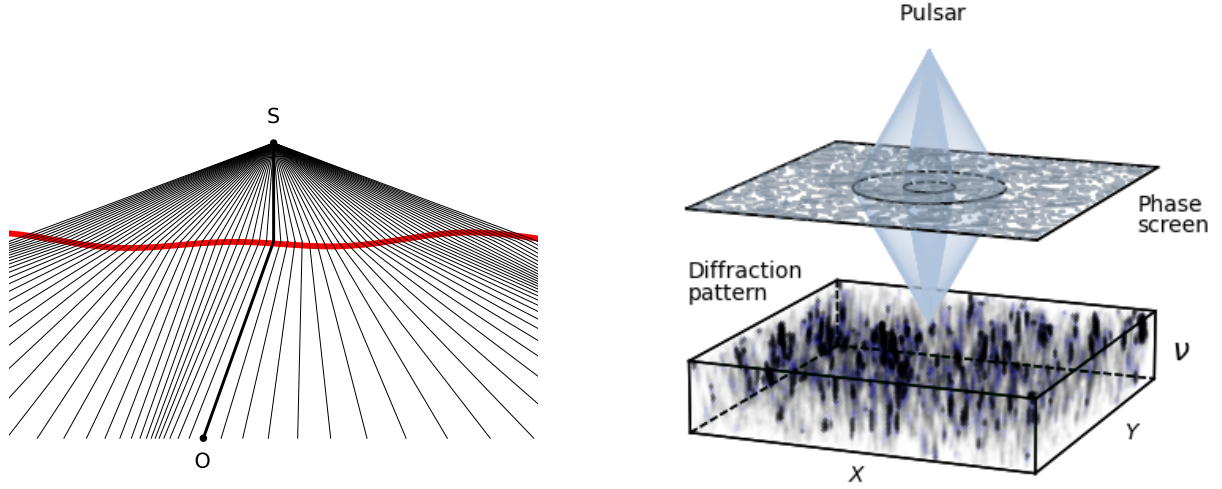 S
O
Pulsar
Phase
screen
Diffraction
pattern
ν
Y
X